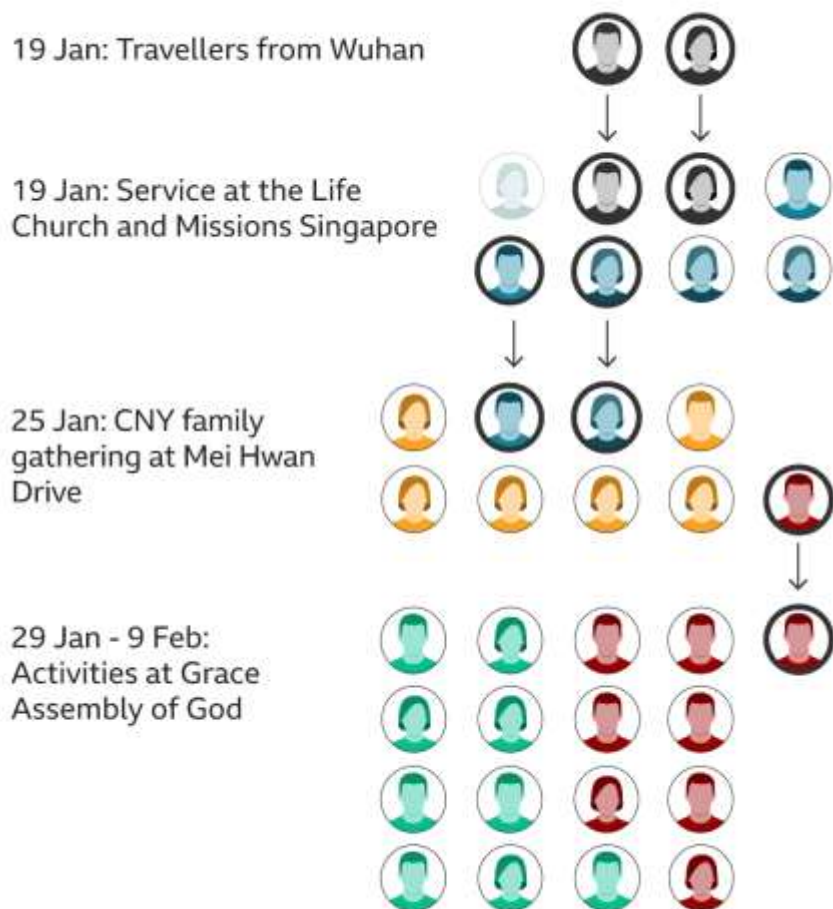 19 Jan: Travellers from Wuhan
19 Jan: Service at the Life
Church and Missions Singapore
25 Jan: CNY family
gathering at Mei Hwan
Drive
29 Jan - 9 Feb:
Activities at Grace
Assembly of God